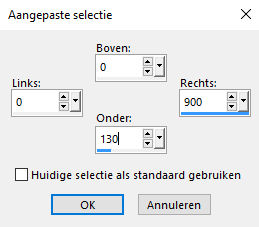 Aangepaste selectie
Boven:
0
Links:
0
Rechts:
900
Onder:
130
Huidige selectie als standaard gebruiken
OK
Annuleren